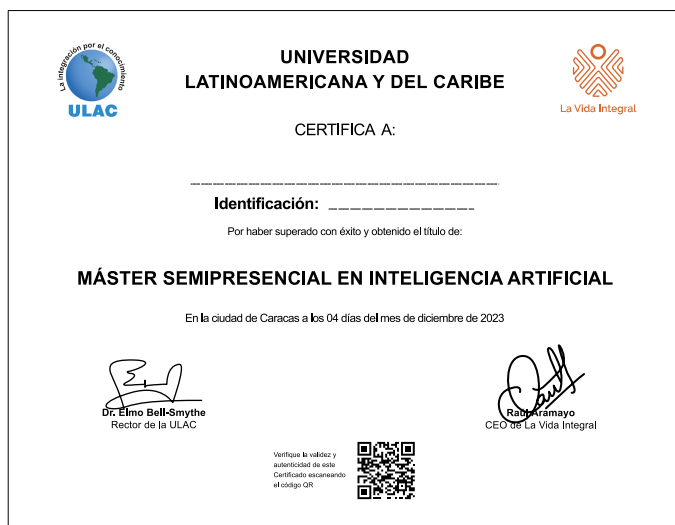 La integración por el conocimiento
ULAC
UNIVERSIDAD
LATINOAMERICANA Y DEL CARIBE
La Vida Integral
CERTIFICA A:
Identificación:
Por haber superado con éxito y obtenido el título de:
MÁSTER SEMIPRESENCIAL EN INTELIGENCIA ARTIFICIAL
En la ciudad de Caracas a los 04 días del mes de diciembre de 2023
Dr. Elmo Bell-Smythe
Rector de la ULAC
Raúl Aramayo
CEO de La Vida Integral
Verifique la validez y
autenticidad de este
Certificado escaneando
el código QR